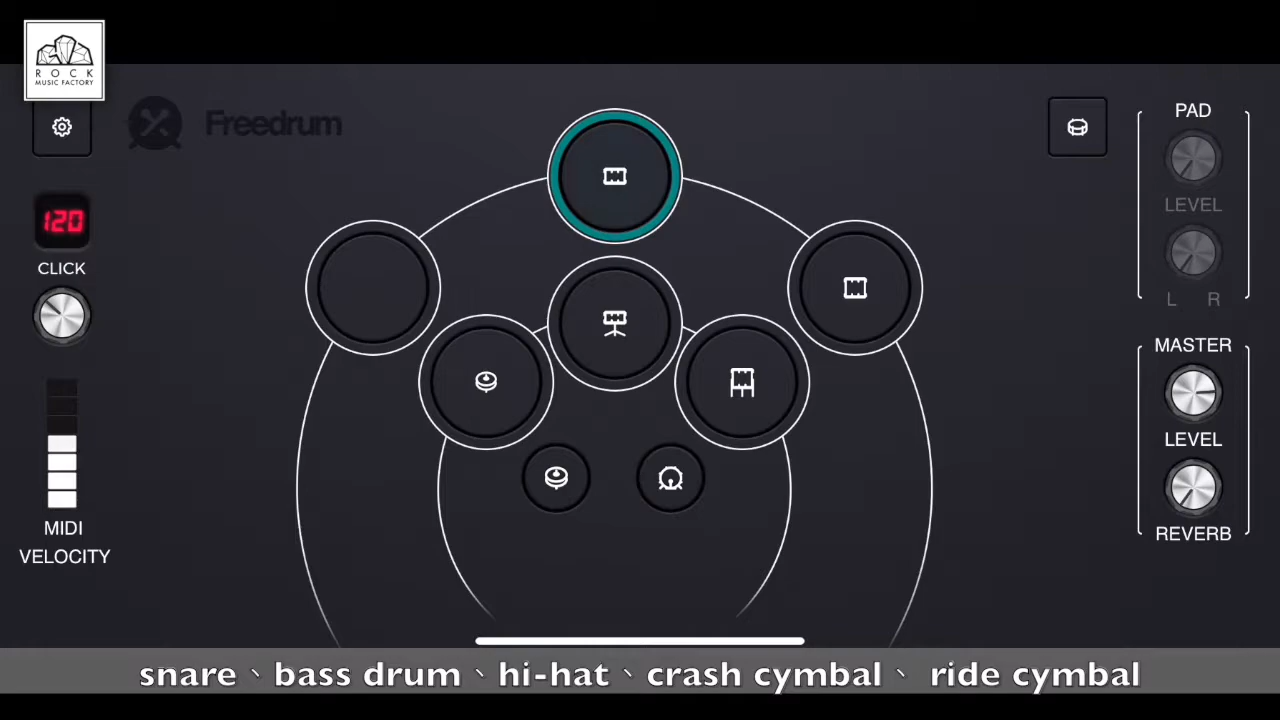 ROCK
MUSIC FACTORY
Freedrum
120
CLICK
MIDI
VELOCITY
PAD
LEVEL
L R
MASTER
LEVEL
REVERB
snare、bass drum、hi-hat、crash cymbal、 ride cymbal